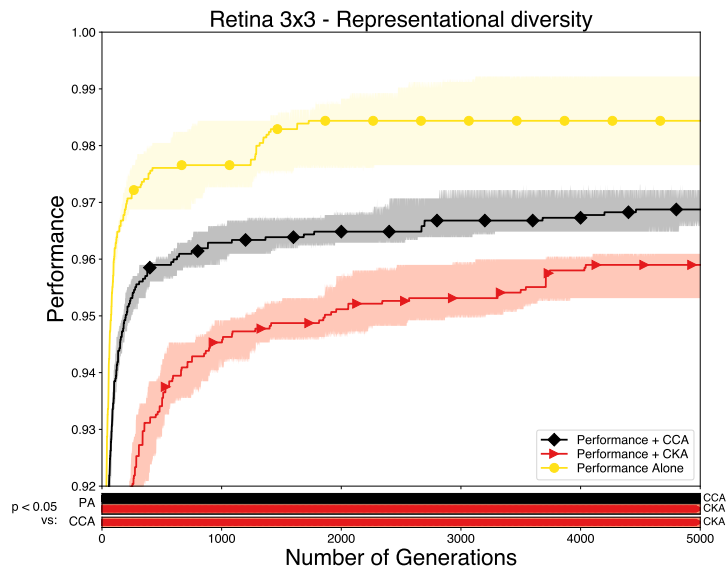 Retina 3x3 - Representational diversity
1.00
0.99
0.98
0.97
0.96
0.95
0.94
0.93
0.92
Performance
Performance + CCA
Performance + CKA
Performance Alone
p < 0.05
vs:
PA
CCA
CCA
CKA
CKA
0
1000
2000
3000
4000
5000
Number of Generations